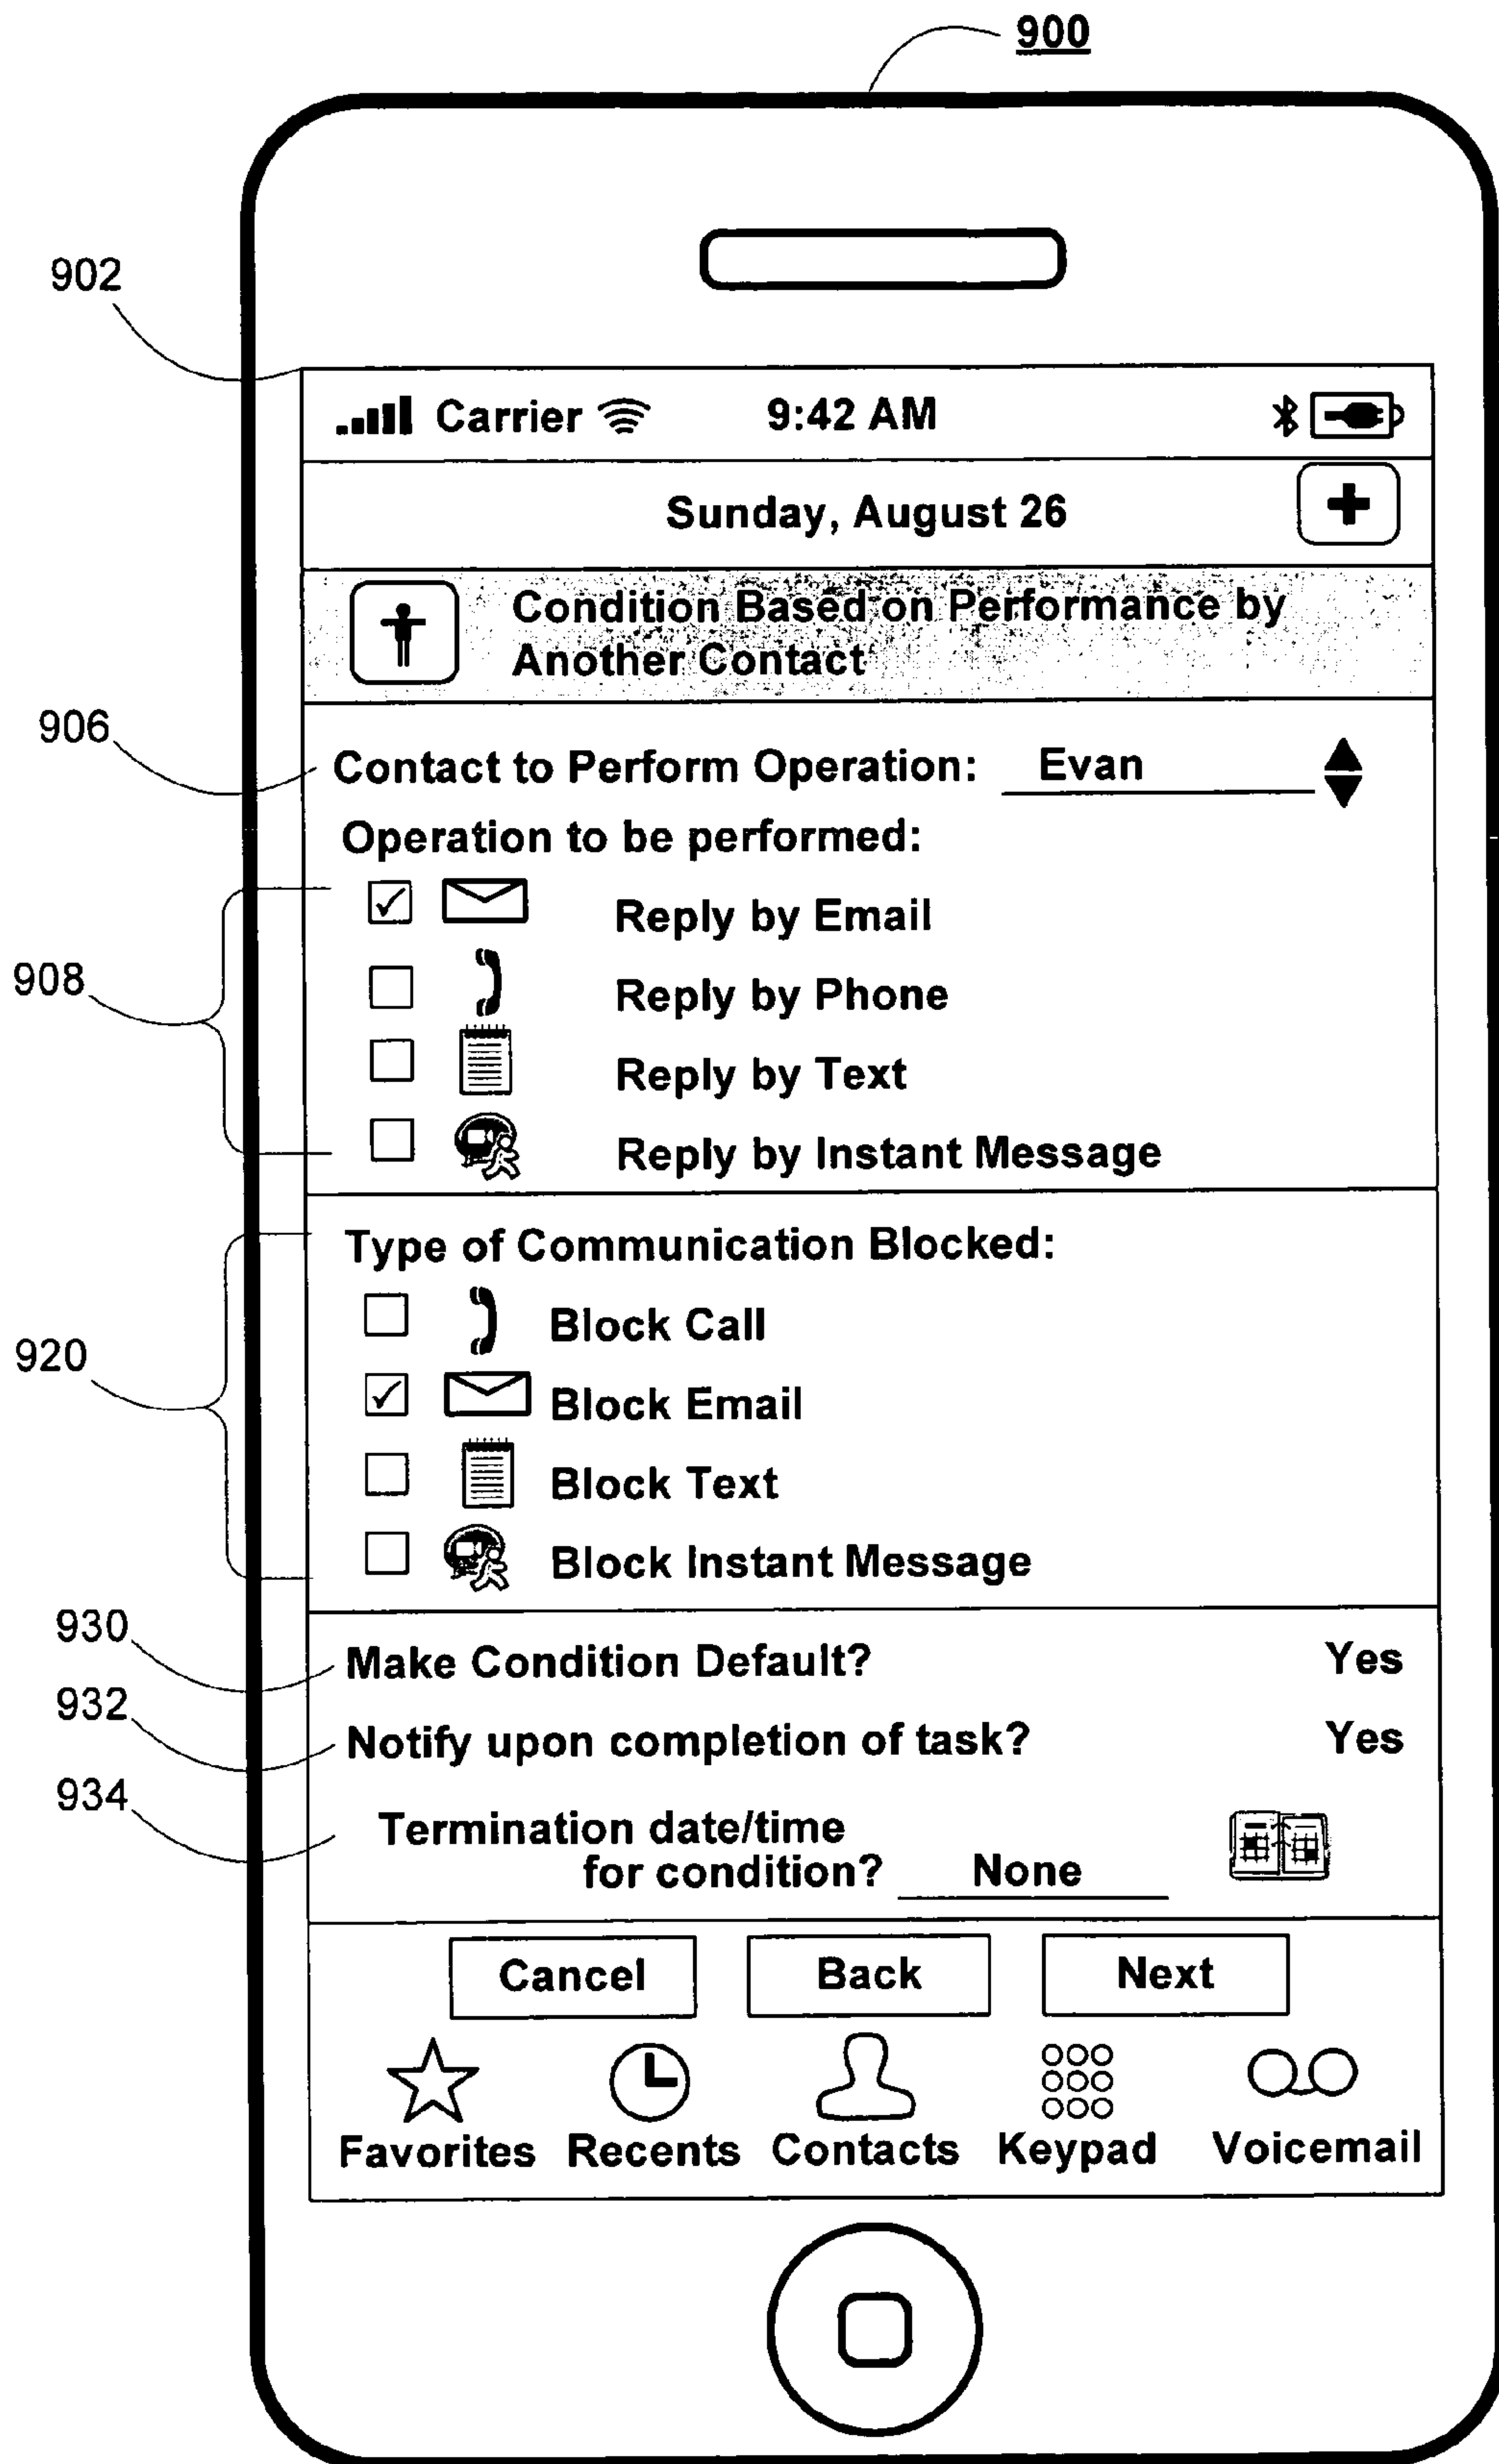 900
902
Carrier 9:42 AM
Sunday, August 26
Condition Based on Performance by
Another Contact
906
Contact to Perform Operation: Evan
Operation to be performed:
Reply by Email
908
Reply by Phone
Reply by Text
Reply by Instant Message
Type of Communication Blocked:
Block Call
920
Block Email
Block Text
Block Instant Message
930
Make Condition Default? Yes
932
Notify upon completion of task? Yes
934
Termination date/time
for condition? None
Cancel Back Next
Favorites Recents Contacts Keypad Voicemail